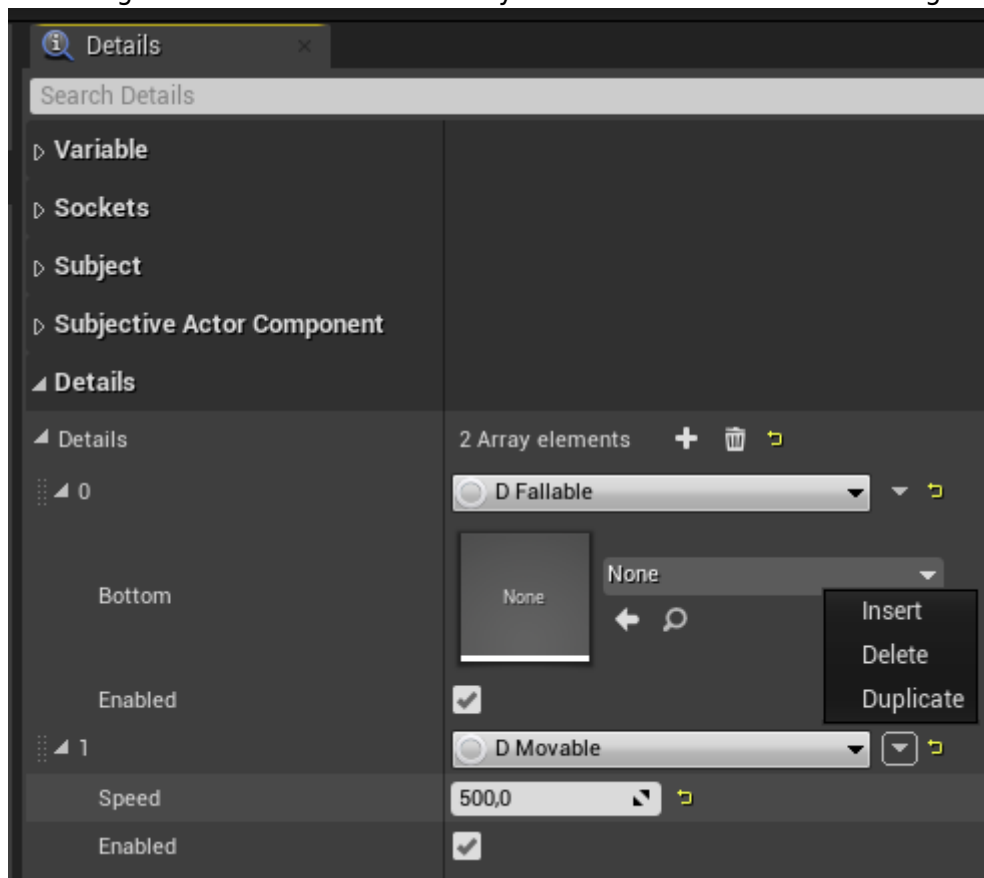 Details
Search Details
Variable
Sockets
Subject
Subjective Actor Component
Details
Details 2 Array elements
0 D Fallable
Bottom None None
Insert
Delete
Duplicate
Enabled
1 D Movable
Speed 500,0
Enabled